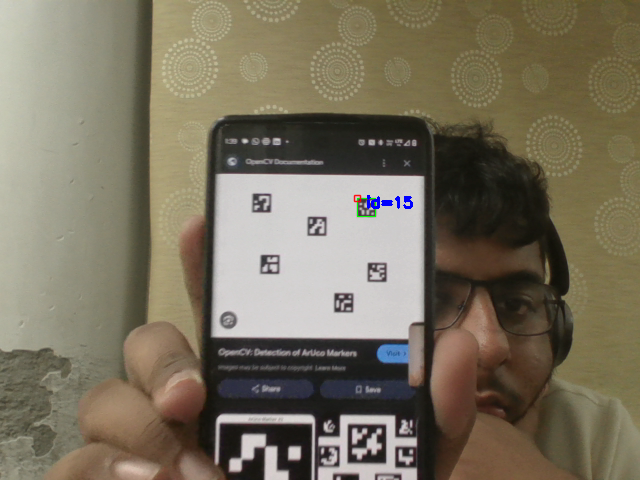 OpenCV Documentation
id=15
OpenCV: Detection of ArUco Markers
Visit >
Images may be subject to copyright. Learn More
Share
Save